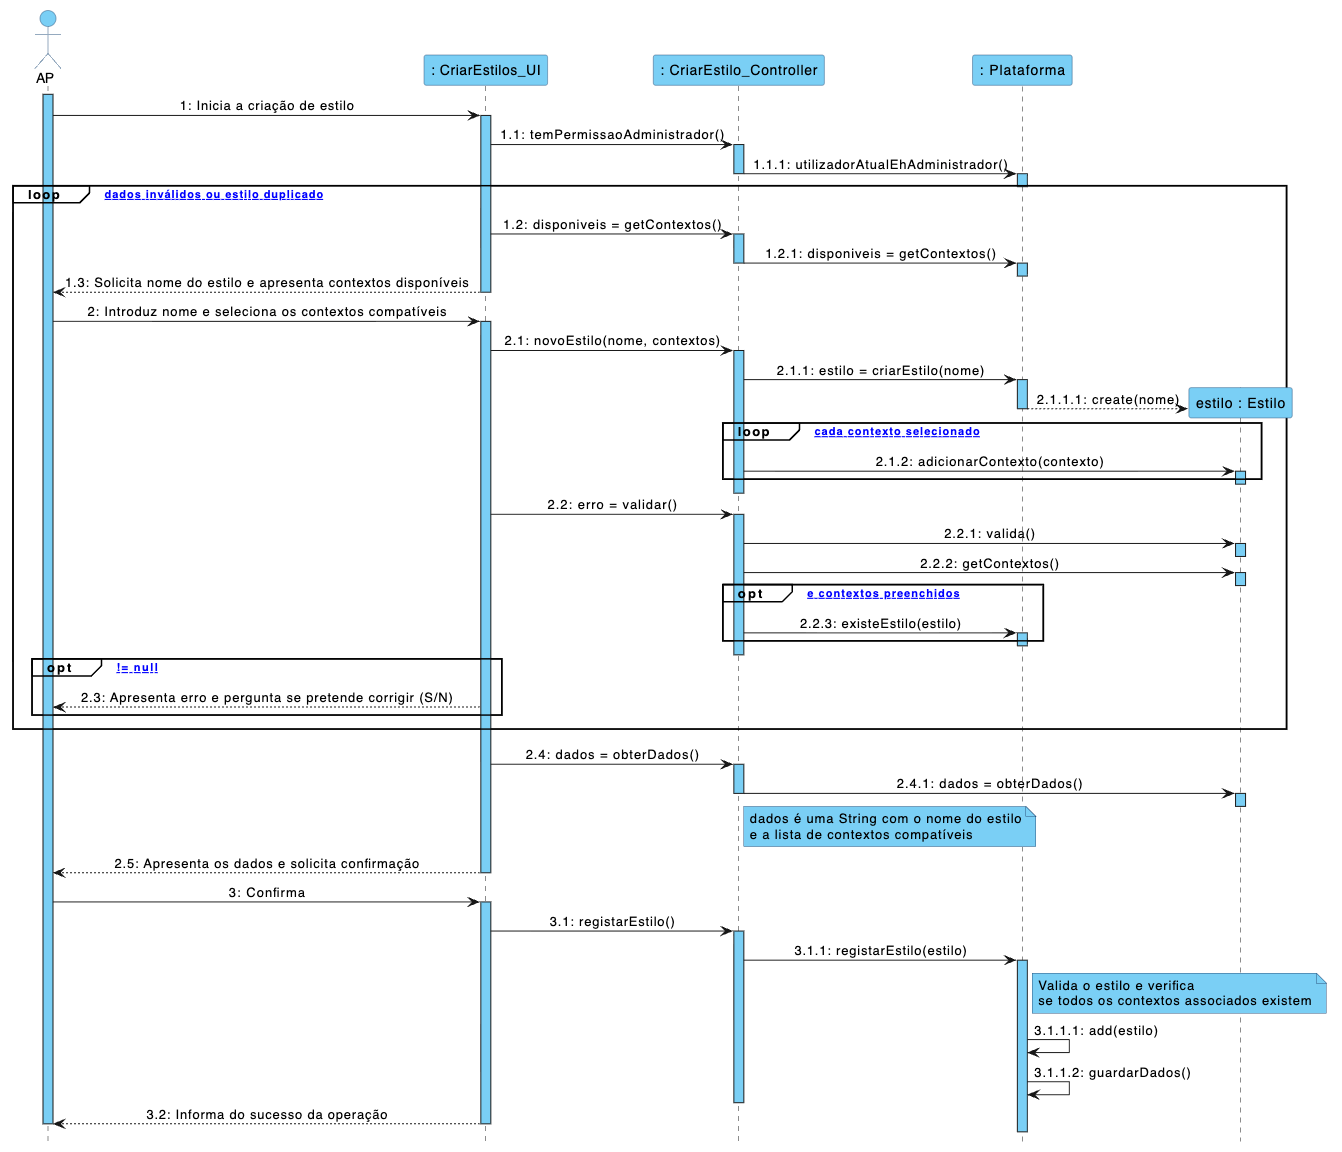 AP
: CriarEstilos_UI
: CriarEstilo_Controller
: Plataforma
1: Inicia a criação de estilo
1.1: temPermissaoAdministrador()
1.1.1: utilizadorAtualEhAdministrador()
loop
dados inválidos ou estilo duplicado
1.2: disponiveis = getContextos()
1.2.1: disponiveis = getContextos()
1.3: Solicita nome do estilo e apresenta contextos disponíveis
2: Introduz nome e seleciona os contextos compatíveis
2.1: novoEstilo(nome, contextos)
2.1.1: estilo = criarEstilo(nome)
2.1.1.1: create(nome)
estilo : Estilo
loop
cada contexto selecionado
2.1.2: adicionarContexto(contexto)
2.2: erro = validar()
2.2.1: valida()
2.2.2: getContextos()
opt
e contextos preenchidos
2.2.3: existeEstilo(estilo)
opt
!= null
2.3: Apresenta erro e pergunta se pretende corrigir (S/N)
2.4: dados = obterDados()
2.4.1: dados = obterDados()
dados é uma String com o nome do estilo
e a lista de contextos compatíveis
2.5: Apresenta os dados e solicita confirmação
3: Confirma
3.1: registarEstilo()
3.1.1: registarEstilo(estilo)
Valida o estilo e verifica
se todos os contextos associados existem
3.1.1.1: add(estilo)
3.1.1.2: guardarDados()
3.2: Informa do sucesso da operação